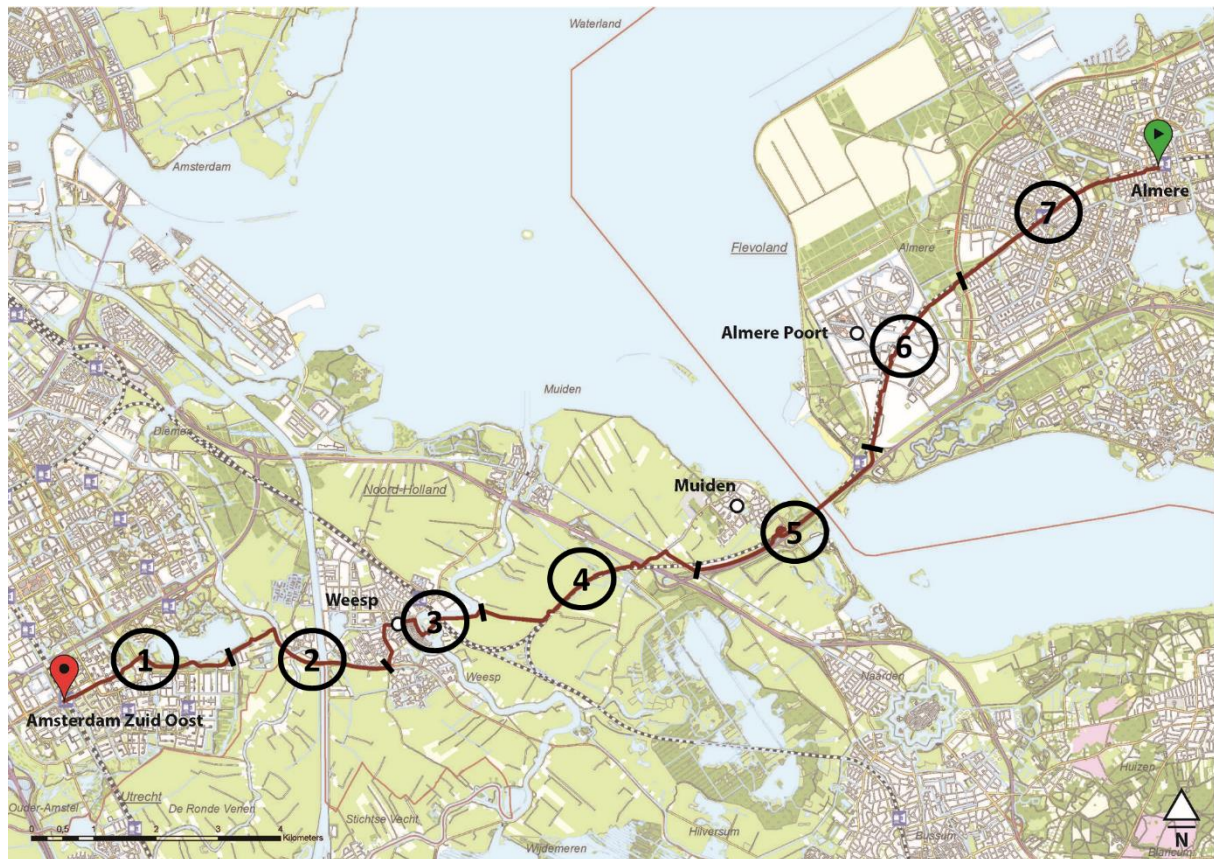 Waterland
Amsterdam
Almere
7
Flevoland
Almere
Almere Poort
6
Muiden
Diemen
Noord-Holland
Muiden
5
4
Weesp
3
1
2
Weesp
Naarden
Amsterdam Zuid Oost
Huizen
Ouder-Amstel
Utrecht
De Ronde Venen
Stichtse Vecht
Hilversum
Bussum
Wijdemeren
Blaricum
0 0,5 1 2 3 4
Kilometers
N